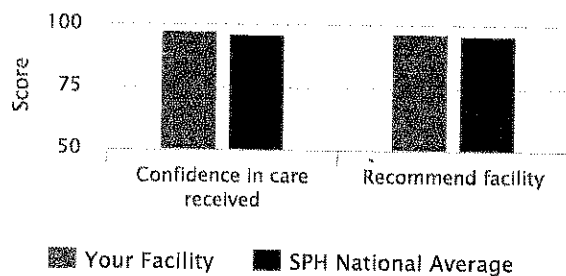 100
75
50
Score
Confidence in care
received
Recommend facility
Your Facility
SPH National Average